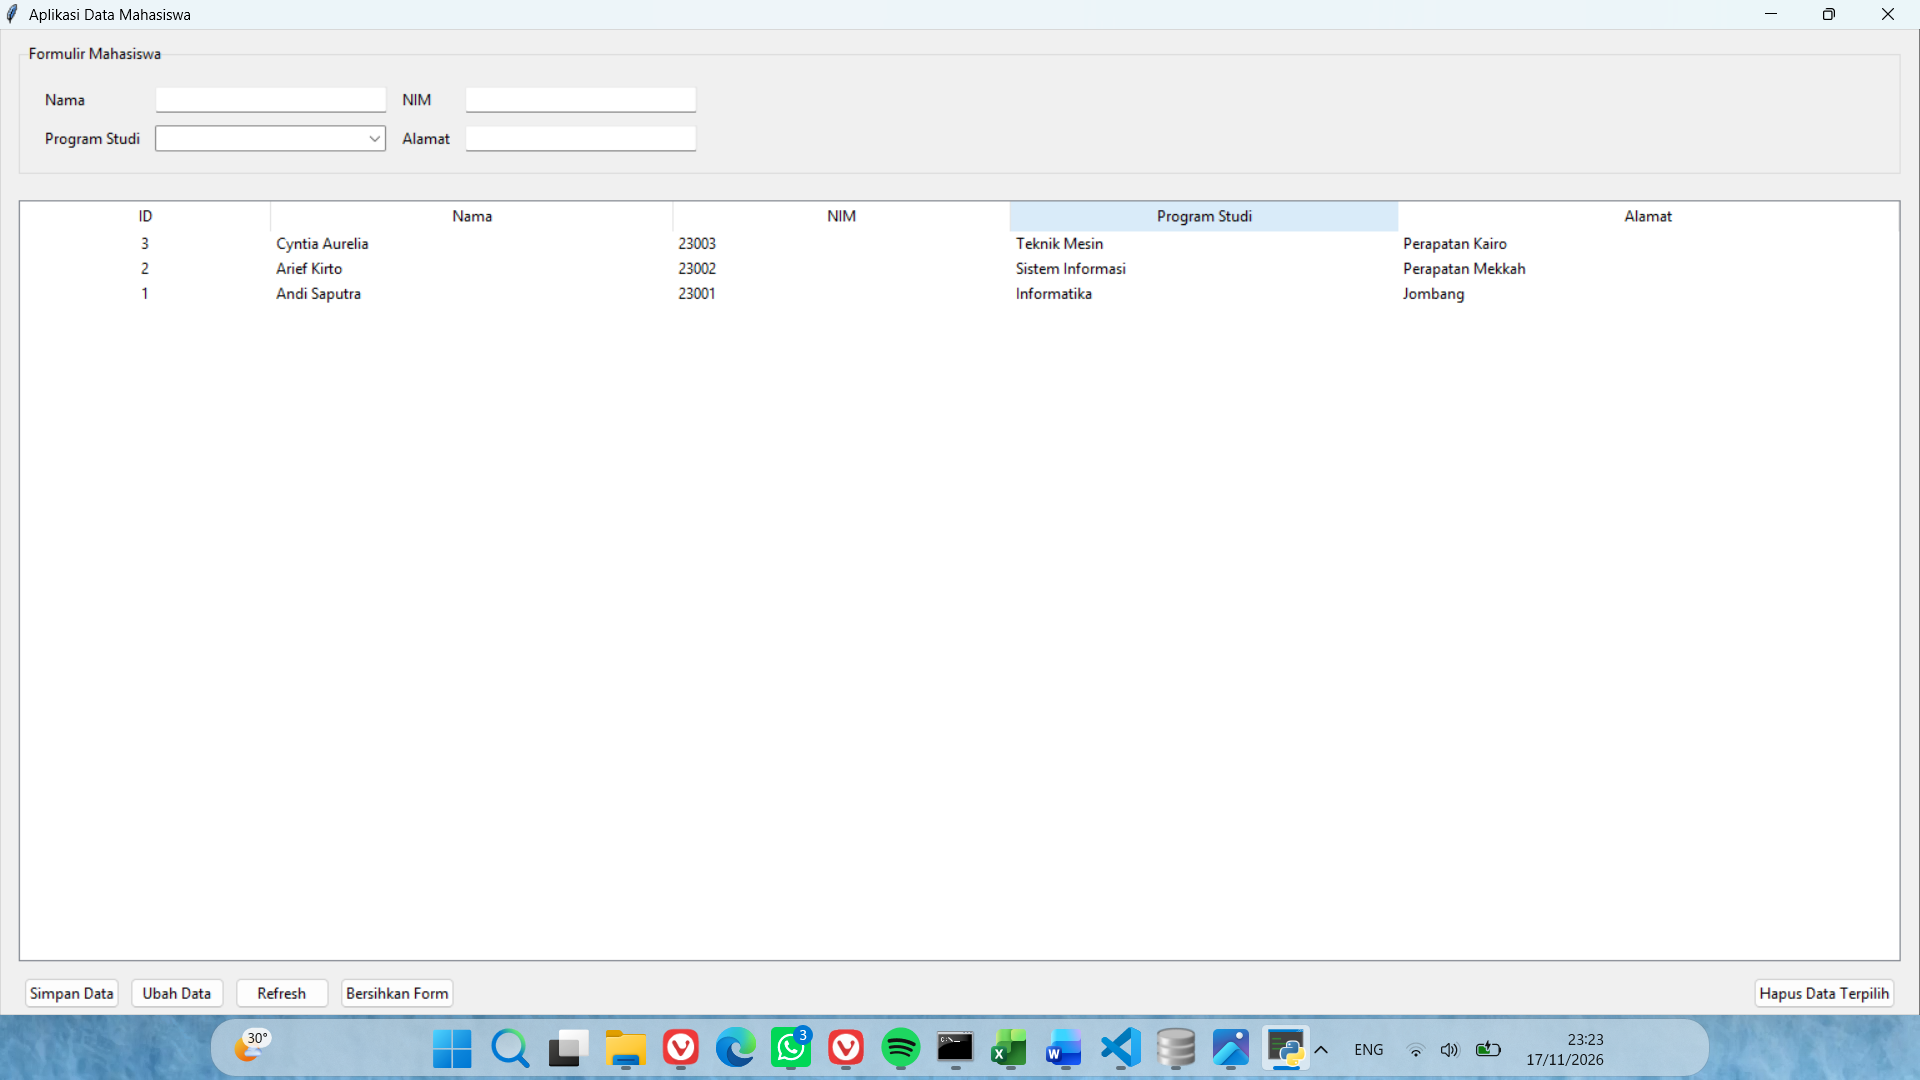 Aplikasi Data Mahasiswa
Formulir Mahasiswa
Nama NIM
Program Studi Alamat
ID Nama NIM Program Studi Alamat
3 Cyntia Aurelia 23003 Teknik Mesin Perapatan Kairo
2 Arief Kirto 23002 Sistem Informasi Perapatan Mekkah
1 Andi Saputra 23001 Informatika Jombang
Simpan Data Ubah Data Refresh Bersihkan Form Hapus Data Terpilih
30° 3 ENG 23:23
17/11/2026